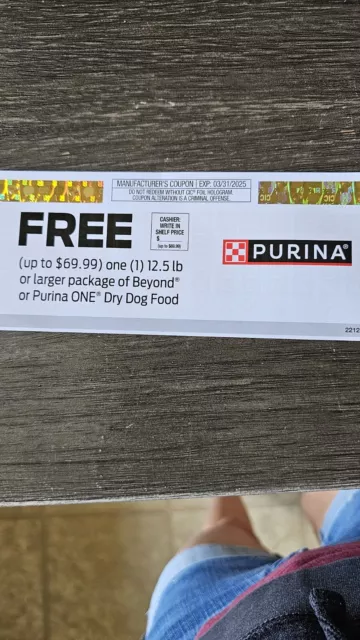 MANUFACTURER'S COUPON | EXP. 03/31/2025
DO NOT REDEEM WITHOUT CIC® FOIL HOLOGRAM.
COUPON ALTERATION IS A CRIMINAL OFFENSE.
FREE
CASHIER:
WRITE IN
SHELF PRICE
$
(up to $69.99)
(up to $69.99) one (1) 12.5 lb
or larger package of Beyond®
or Purina ONE® Dry Dog Food
PURINA®
2212